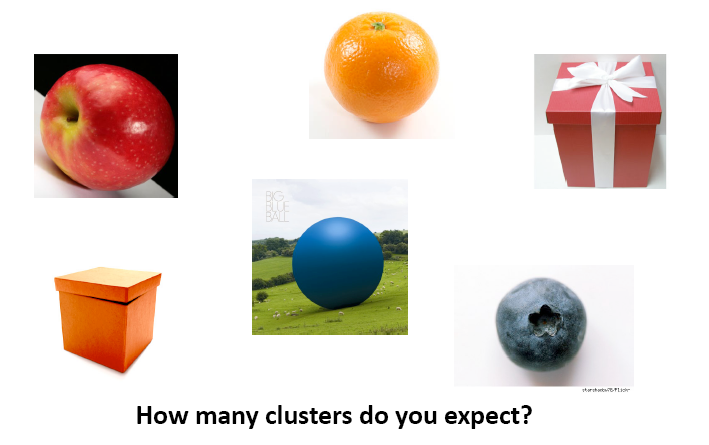 BIG
BLUE
BALL
How many clusters do you expect?